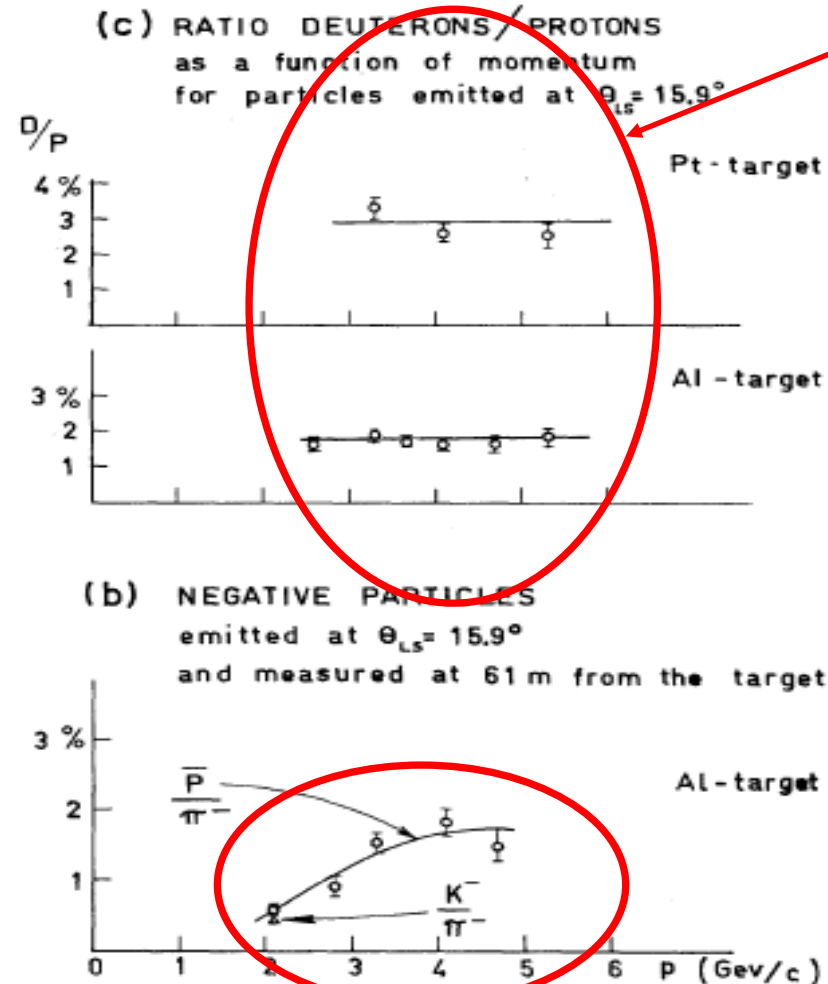 (c) RATIO DEUTERONS/PROTONS
as a function of momentum
for particles emitted at θLS= 15.9°
D/P
Pt-target
4 %
3
2
1
Al -target
3 %
2
1
(b) NEGATIVE PARTICLES
emitted at θLS= 15.9°
and measured at 61 m from the target
3 %
Al-target
P̅
π⁻
2
1
K⁻
π⁻
0 1 2 3 4 5 6 p (Gev/c)